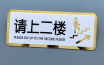 请上二楼
PLEASE GO UP TO THE SECOND FLOOR